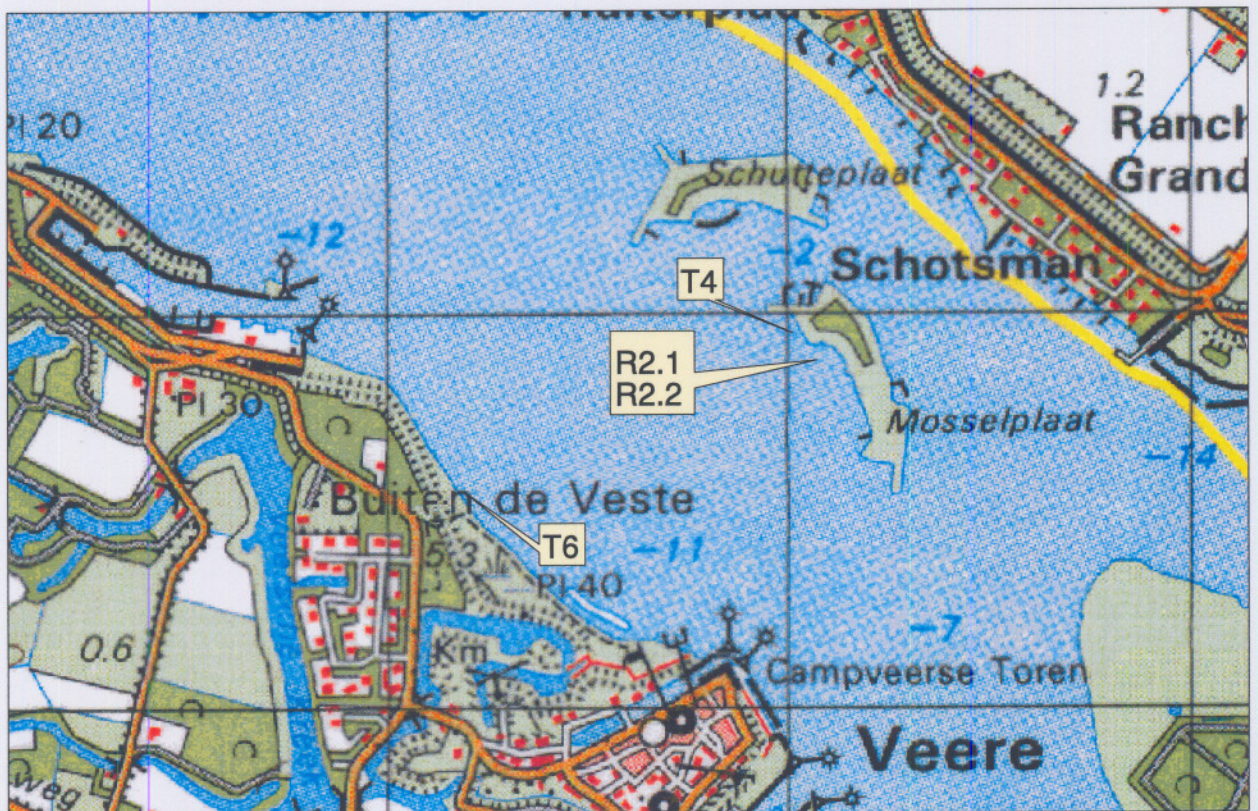 Pl 20
1.2
Ranch
Grand
Schutteplaat
-12
-2
Schotsman
T4
R2.1
R2.2
Pl 30
Mosselplaat
-14
Buiten de Veste
T6
5.3
-11
Pl 40
-7
0.6
Km
Campveerse Toren
Veere
weg